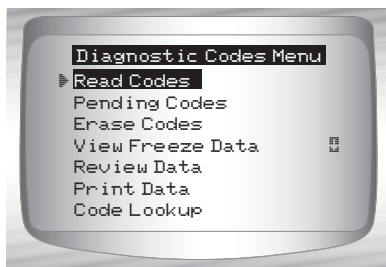 Diagnostic Codes Menu
Read Codes
Pending Codes
Erase Codes
View Freeze Data
Review Data
Print Data
Code Lookup